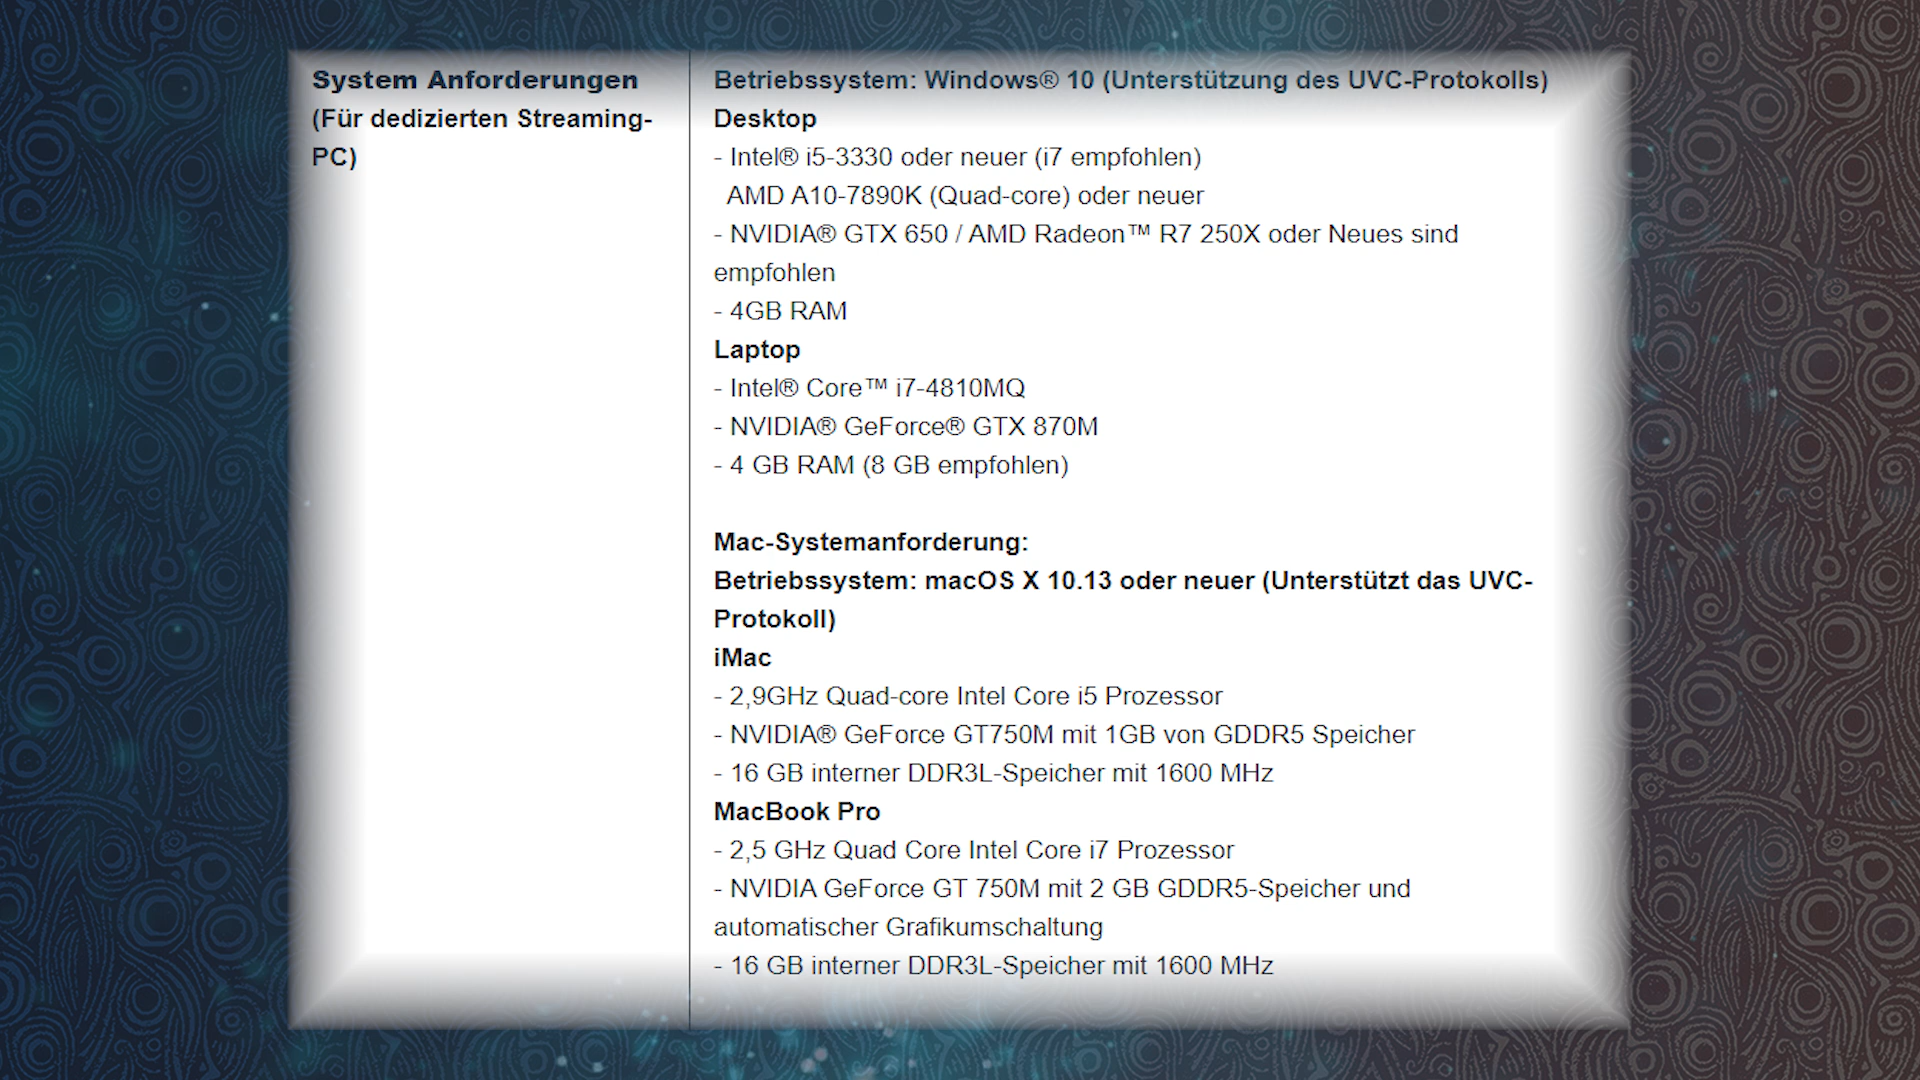 System Anforderungen
(Für dedizierten Streaming-
PC)
Betriebssystem: Windows® 10 (Unterstützung des UVC-Protokolls)
Desktop
- Intel® i5-3330 oder neuer (i7 empfohlen)
AMD A10-7890K (Quad-core) oder neuer
- NVIDIA® GTX 650 / AMD Radeon™ R7 250X oder Neues sind
empfohlen
- 4GB RAM
Laptop
- Intel® Core™ i7-4810MQ
- NVIDIA® GeForce® GTX 870M
- 4 GB RAM (8 GB empfohlen)
Mac-Systemanforderung:
Betriebssystem: macOS X 10.13 oder neuer (Unterstützt das UVC-
Protokoll)
iMac
- 2,9GHz Quad-core Intel Core i5 Prozessor
- NVIDIA® GeForce GT750M mit 1GB von GDDR5 Speicher
- 16 GB interner DDR3L-Speicher mit 1600 MHz
MacBook Pro
- 2,5 GHz Quad Core Intel Core i7 Prozessor
- NVIDIA GeForce GT 750M mit 2 GB GDDR5-Speicher und
automatischer Grafikumschaltung
- 16 GB interner DDR3L-Speicher mit 1600 MHz